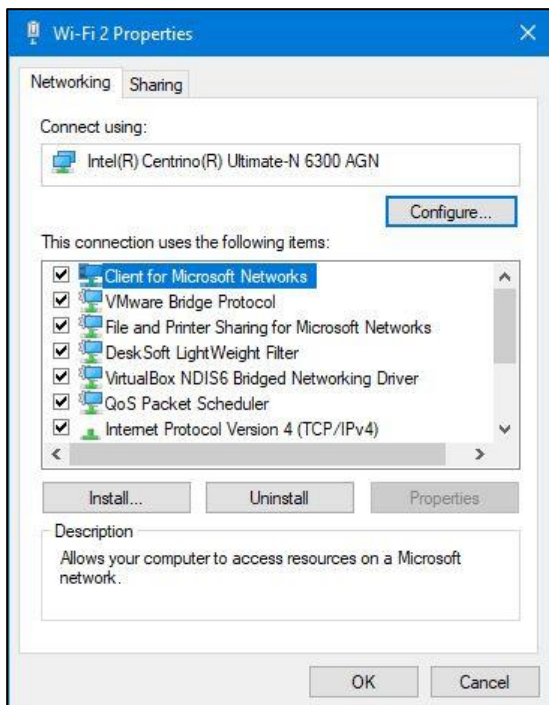 Wi-Fi 2 Properties
Networking
Sharing
Connect using:
Intel(R) Centrino(R) Ultimate-N 6300 AGN
Configure...
This connection uses the following items:
Client for Microsoft Networks
VMware Bridge Protocol
File and Printer Sharing for Microsoft Networks
DeskSoft LightWeight Filter
VirtualBox NDIS6 Bridged Networking Driver
QoS Packet Scheduler
Internet Protocol Version 4 (TCP/IPv4)
Install...
Uninstall
Properties
Description
Allows your computer to access resources on a Microsoft
network.
OK
Cancel